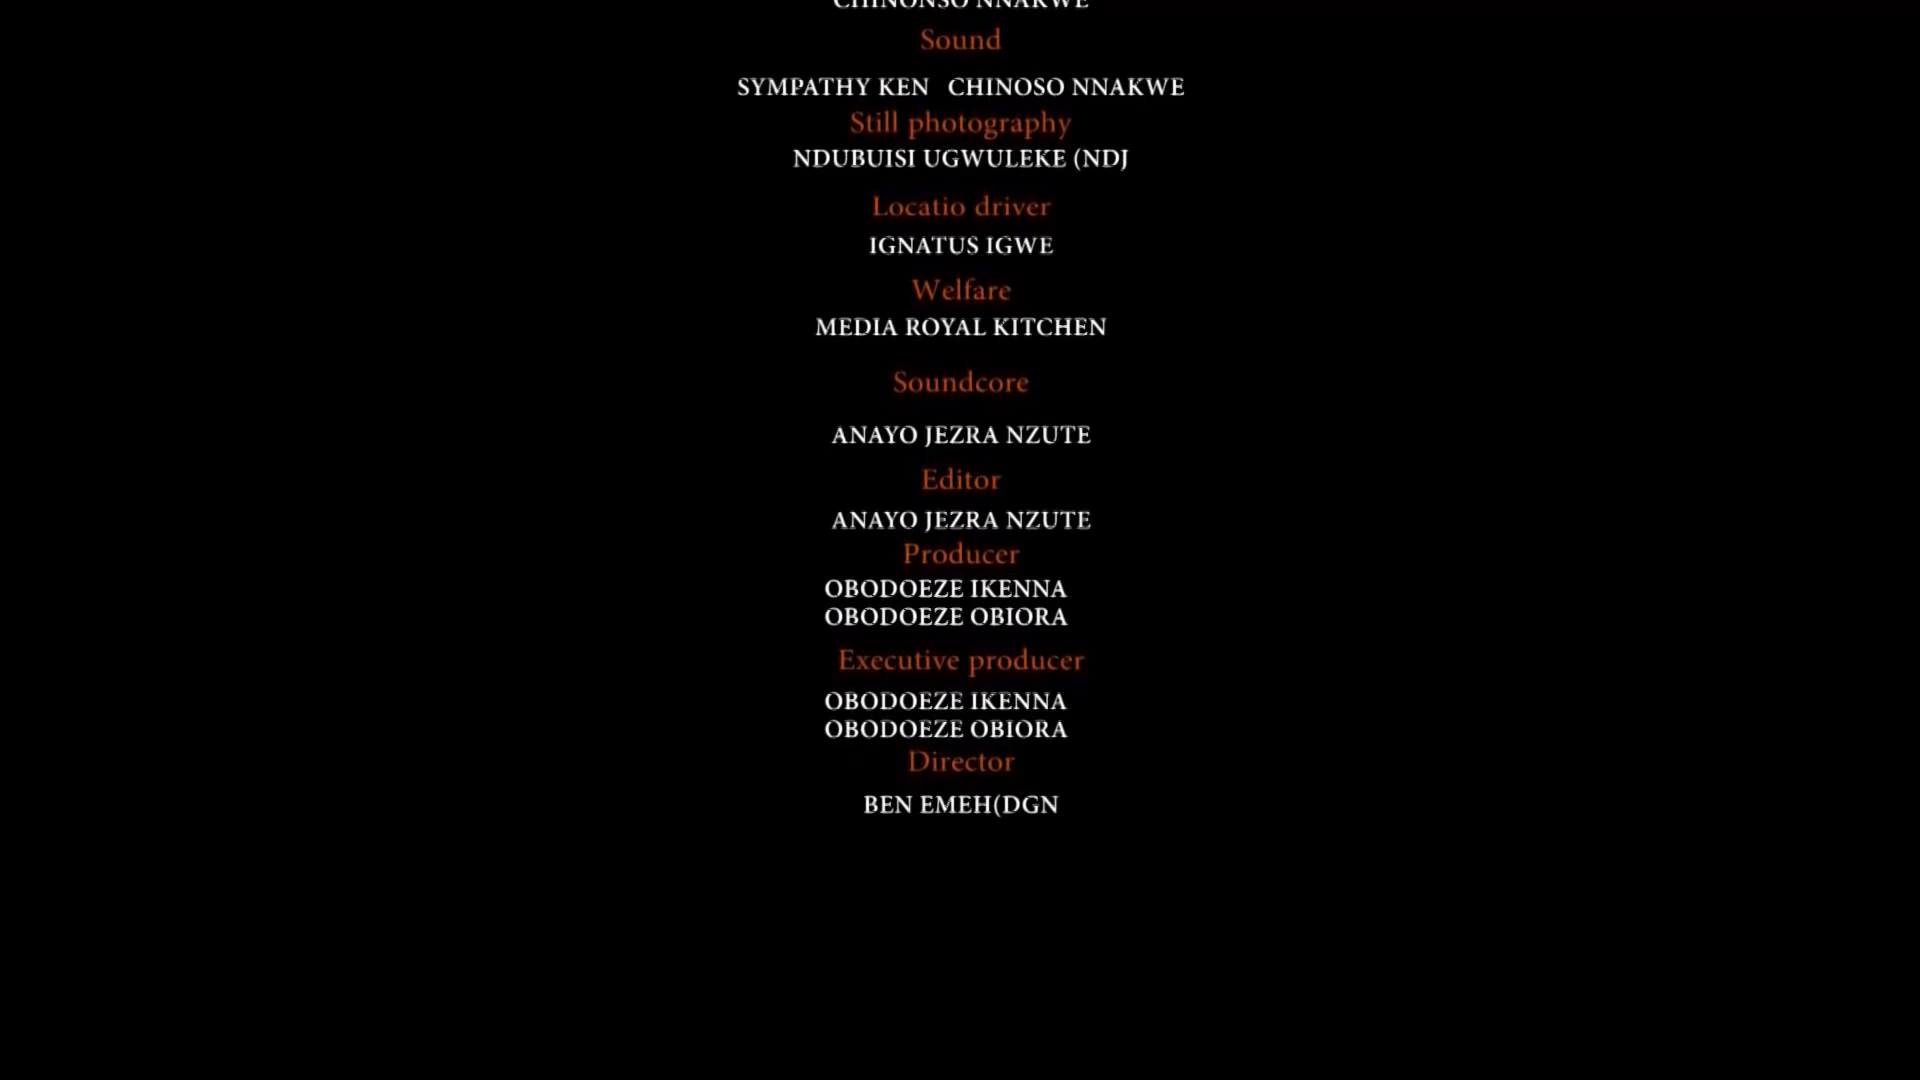 CHINONSO NNAKWE
Sound
SYMPATHY KEN CHINOSO NNAKWE
Still photography
NDUBUISI UGWULEKE (NDJ
Locatio driver
IGNATUS IGWE
Welfare
MEDIA ROYAL KITCHEN
Soundcore
ANAYO JEZRA NZUTE
Editor
ANAYO JEZRA NZUTE
Producer
OBODOEZE IKENNA
OBODOEZE OBIORA
Executive producer
OBODOEZE IKENNA
OBODOEZE OBIORA
Director
BEN EMEH(DGN